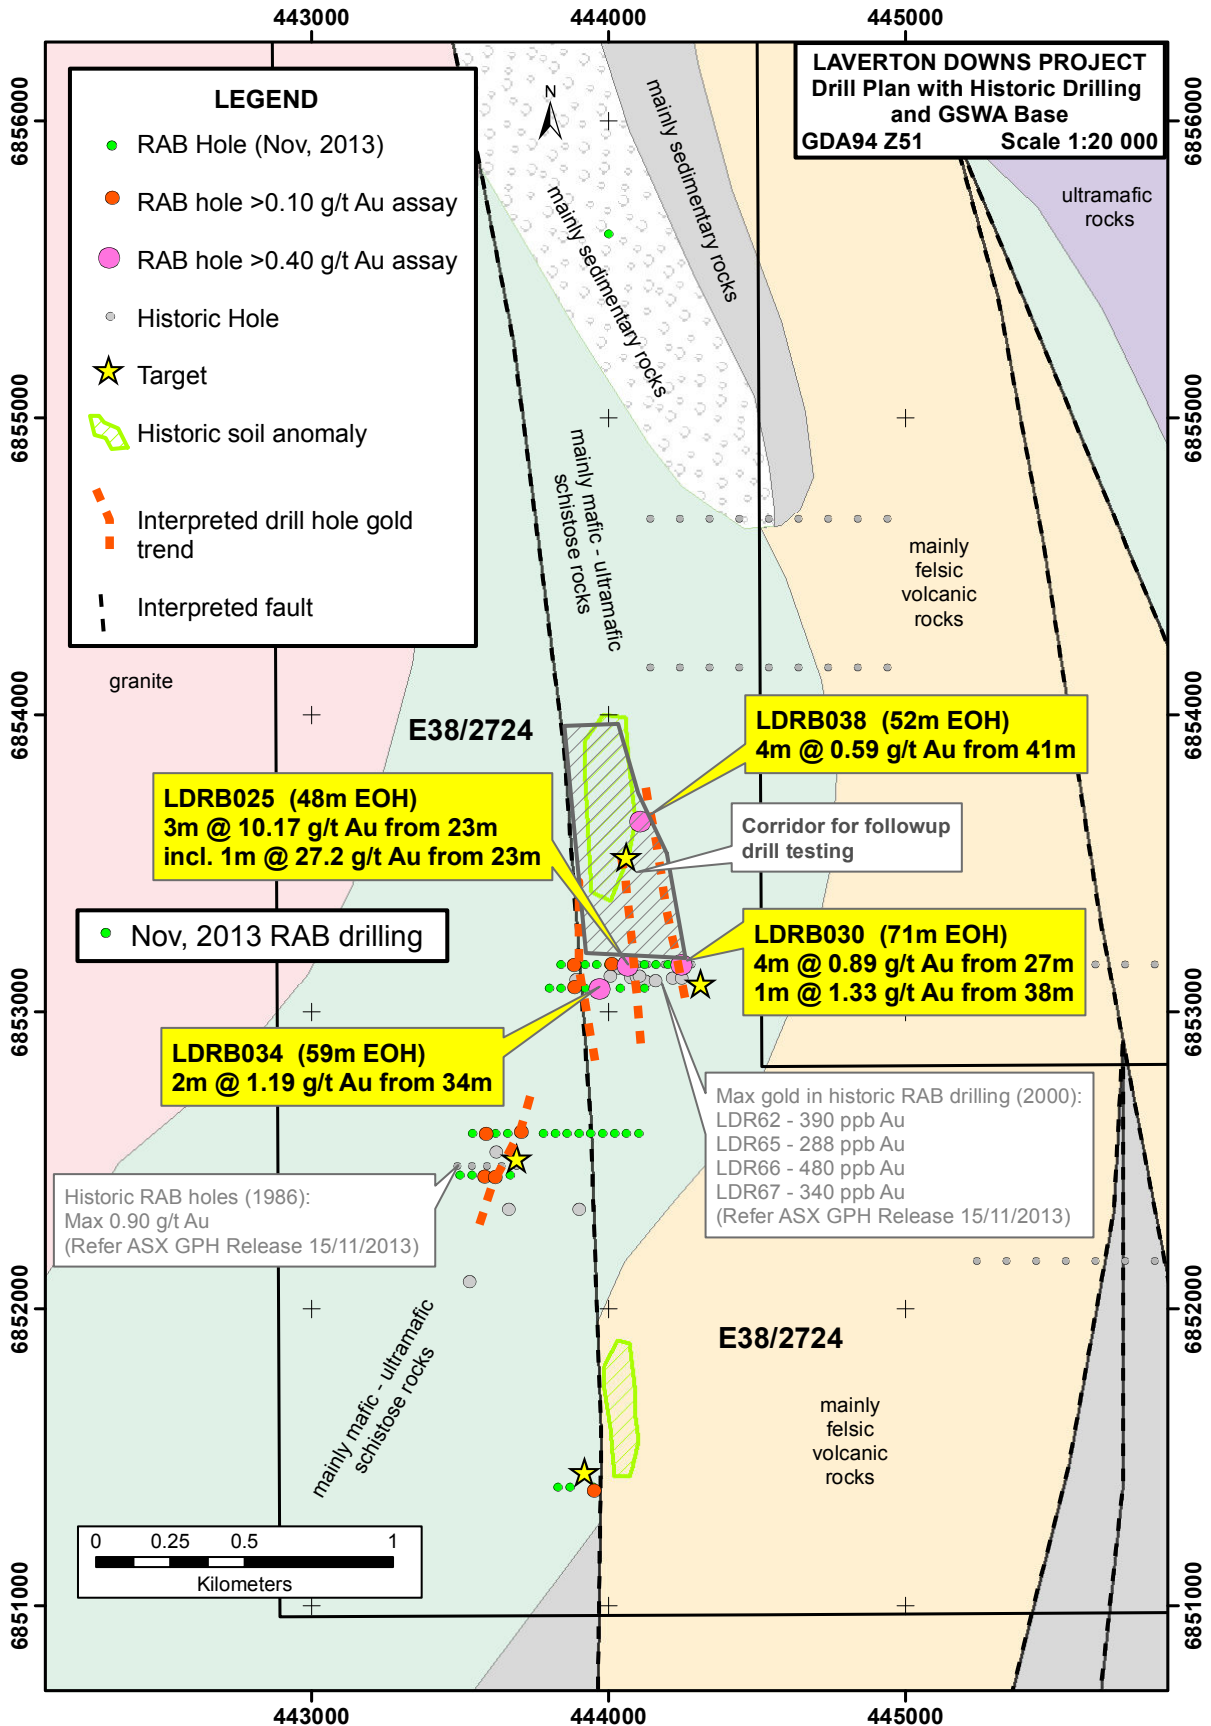 443000
444000
445000
LAVERTON DOWNS PROJECT
Drill Plan with Historic Drilling
and GSWA Base
GDA94 Z51 Scale 1:20 000
LEGEND
RAB Hole (Nov, 2013)
RAB hole >0.10 g/t Au assay
RAB hole >0.40 g/t Au assay
Historic Hole
Target
Historic soil anomaly
Interpreted drill hole gold
trend
Interpreted fault
N
mainly sedimentary rocks
mainly sedimentary rocks
ultramafic
rocks
mainly mafic - ultramafic
schistose rocks
mainly
felsic
volcanic
rocks
granite
E38/2724
LDRB038 (52m EOH)
4m @ 0.59 g/t Au from 41m
LDRB025 (48m EOH)
3m @ 10.17 g/t Au from 23m
incl. 1m @ 27.2 g/t Au from 23m
Corridor for followup
drill testing
Nov, 2013 RAB drilling
LDRB030 (71m EOH)
4m @ 0.89 g/t Au from 27m
1m @ 1.33 g/t Au from 38m
LDRB034 (59m EOH)
2m @ 1.19 g/t Au from 34m
Max gold in historic RAB drilling (2000):
LDR62 - 390 ppb Au
LDR65 - 288 ppb Au
LDR66 - 480 ppb Au
LDR67 - 340 ppb Au
(Refer ASX GPH Release 15/11/2013)
Historic RAB holes (1986):
Max 0.90 g/t Au
(Refer ASX GPH Release 15/11/2013)
E38/2724
mainly mafic - ultramafic
schistose rocks
mainly
felsic
volcanic
rocks
0 0.25 0.5 1
Kilometers
6856000
6855000
6854000
6853000
6852000
6851000
6856000
6855000
6854000
6853000
6852000
6851000
443000
444000
445000